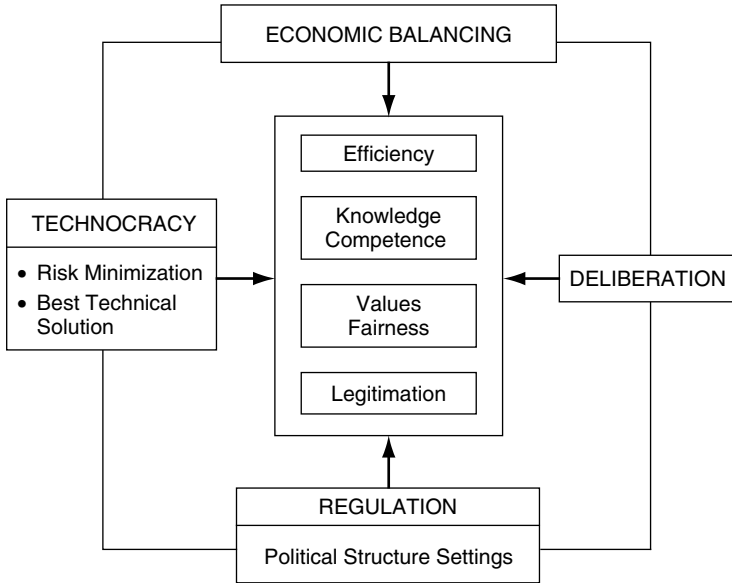 ECONOMIC BALANCING
Efficiency
Knowledge
Competence
Values
Fairness
Legitimation
TECHNOCRACY
• Risk Minimization
• Best Technical
Solution
DELIBERATION
REGULATION
Political Structure Settings